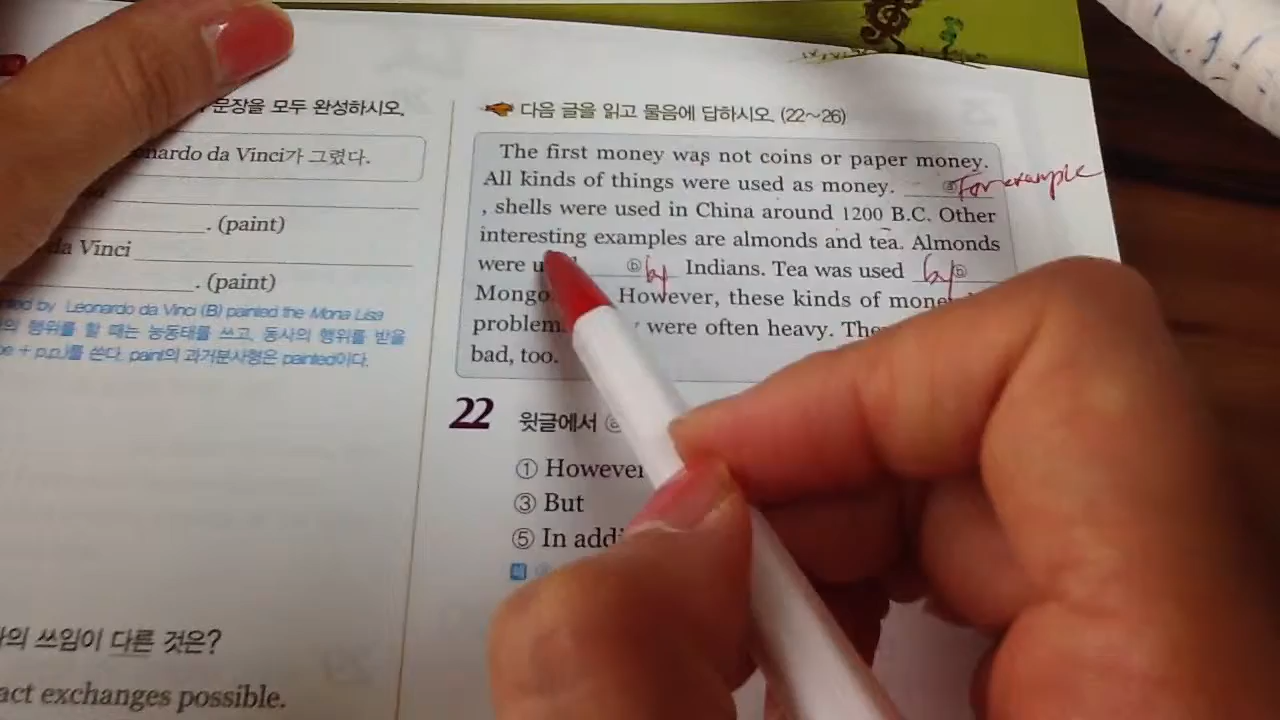 문장을 모두 완성하시오.
nardo da Vinci가 그렸다.
. (paint)
da Vinci
. (paint)
by Leonardo da Vinci (B) painted the Mona Lisa
행위를 할 때는 능동태를 쓰고, 동사의 행위를 받을
+ p.p.)를 쓴다. paint의 과거분사형은 painted이다.
쓰임이 다른 것은?
act exchanges possible.
다음 글을 읽고 물음에 답하시오. (22~26)
The first money was not coins or paper money.
All kinds of things were used as money. ⓐ For example
, shells were used in China around 1200 B.C. Other
interesting examples are almonds and tea. Almonds
were ⓑ by Indians. Tea was used by ⓑ
Mongo However, these kinds of mone
problem were often heavy. The
bad, too.
22 윗글에서 ⓐ
① However
③ But
⑤ In addi